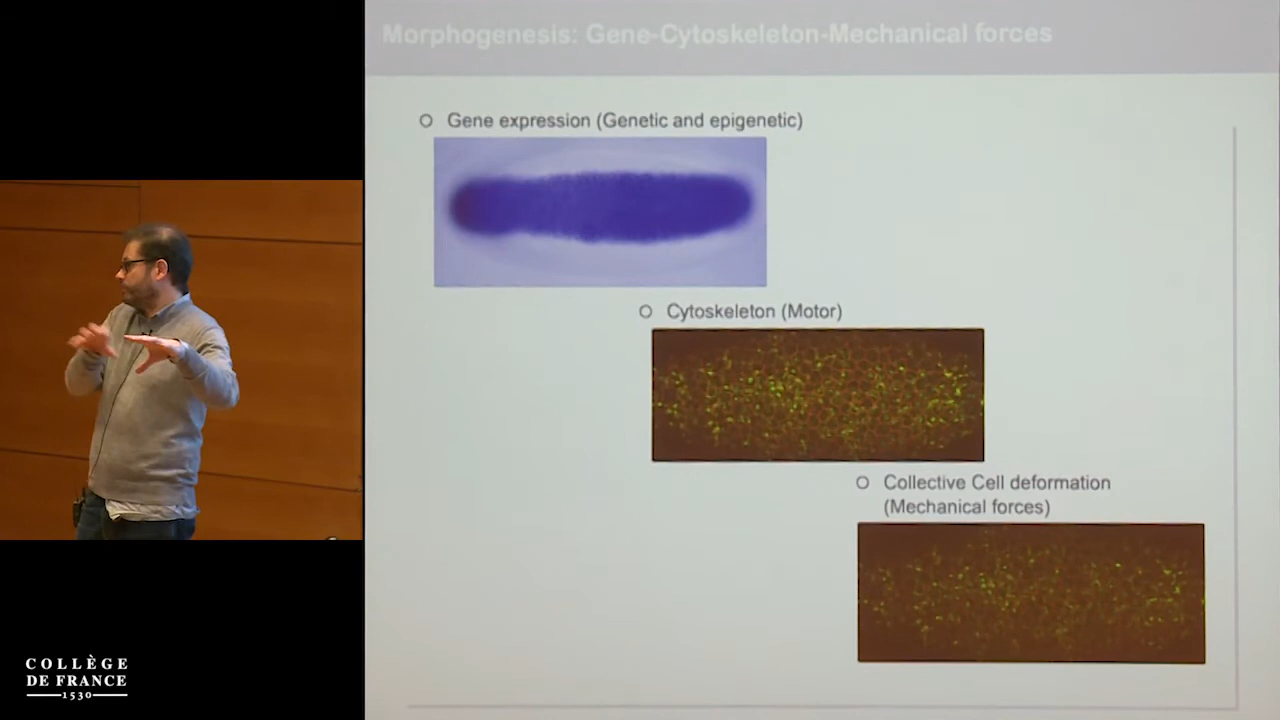 Morphogenesis: Gene-Cytoskeleton-Mechanical forces
Gene expression (Genetic and epigenetic)
Cytoskeleton (Motor)
Collective Cell deformation
(Mechanical forces)
COLLÈGE
DE FRANCE
1530